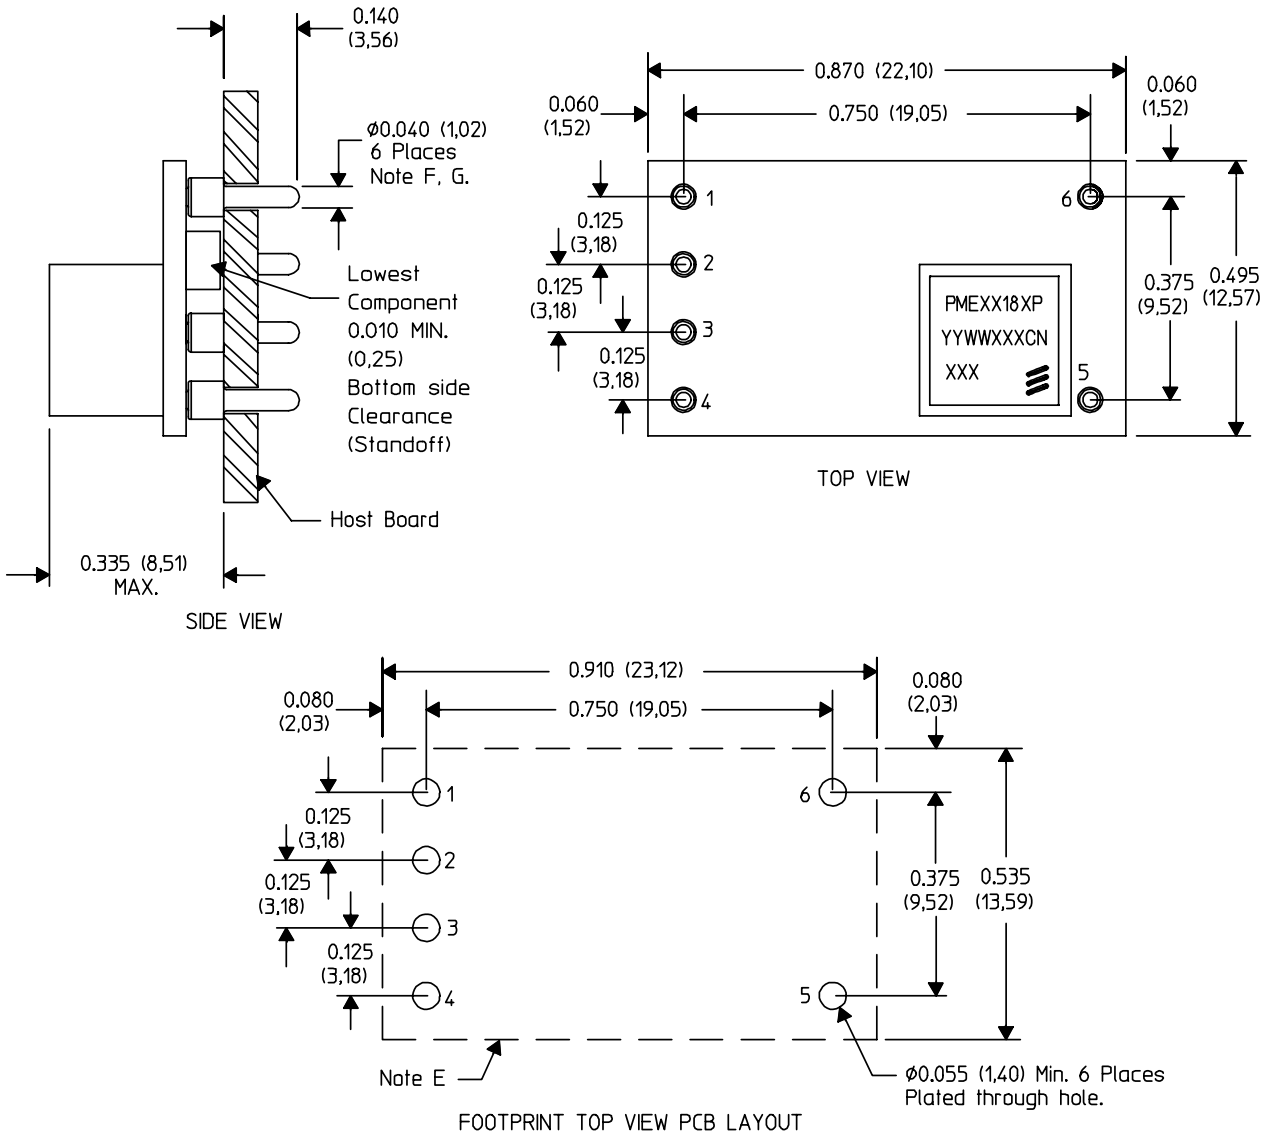 0.140
(3,56)
Ø0.040 (1,02)
6 Places
Note F, G.
Lowest
Component
0.010 MIN.
(0,25)
Bottom side
Clearance
(Standoff)
Host Board
0.335 (8,51)
MAX.
SIDE VIEW
0.870 (22,10)
0.750 (19,05)
0.060
(1,52)
0.060
(1,52)
1
6
0.125
(3,18)
2
0.125
(3,18)
3
0.125
(3,18)
4
5
0.375
(9,52)
0.495
(12,57)
PMEXX18XP
YYWWXXXCN
XXX
TOP VIEW
0.910 (23,12)
0.750 (19,05)
0.080
(2,03)
0.080
(2,03)
1
6
0.125
(3,18)
2
0.125
(3,18)
3
0.125
(3,18)
4
5
0.375
(9,52)
0.535
(13,59)
Note E
Ø0.055 (1,40) Min. 6 Places
Plated through hole.
FOOTPRINT TOP VIEW PCB LAYOUT